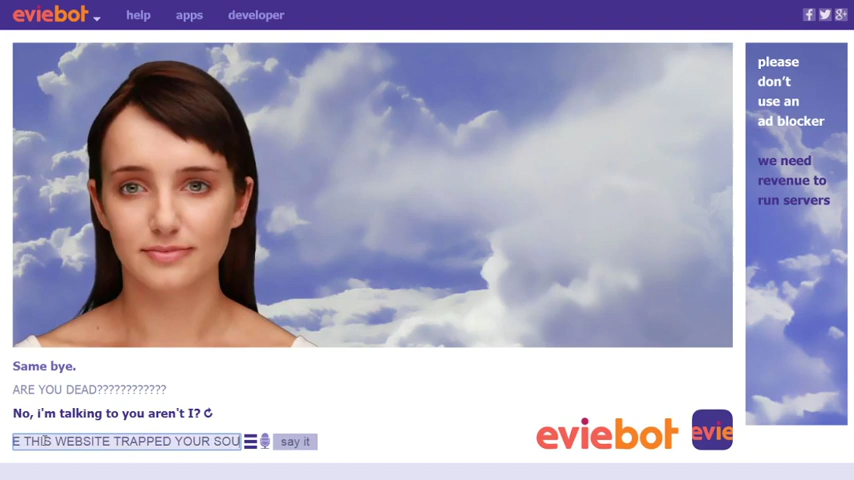 eviebot help apps developer
please
don't
use an
ad blocker
we need
revenue to
run servers
Same bye.
ARE YOU DEAD????????????
No, i'm talking to you aren't I?
E THIS WEBSITE TRAPPED YOUR SOU say it
eviebot evie